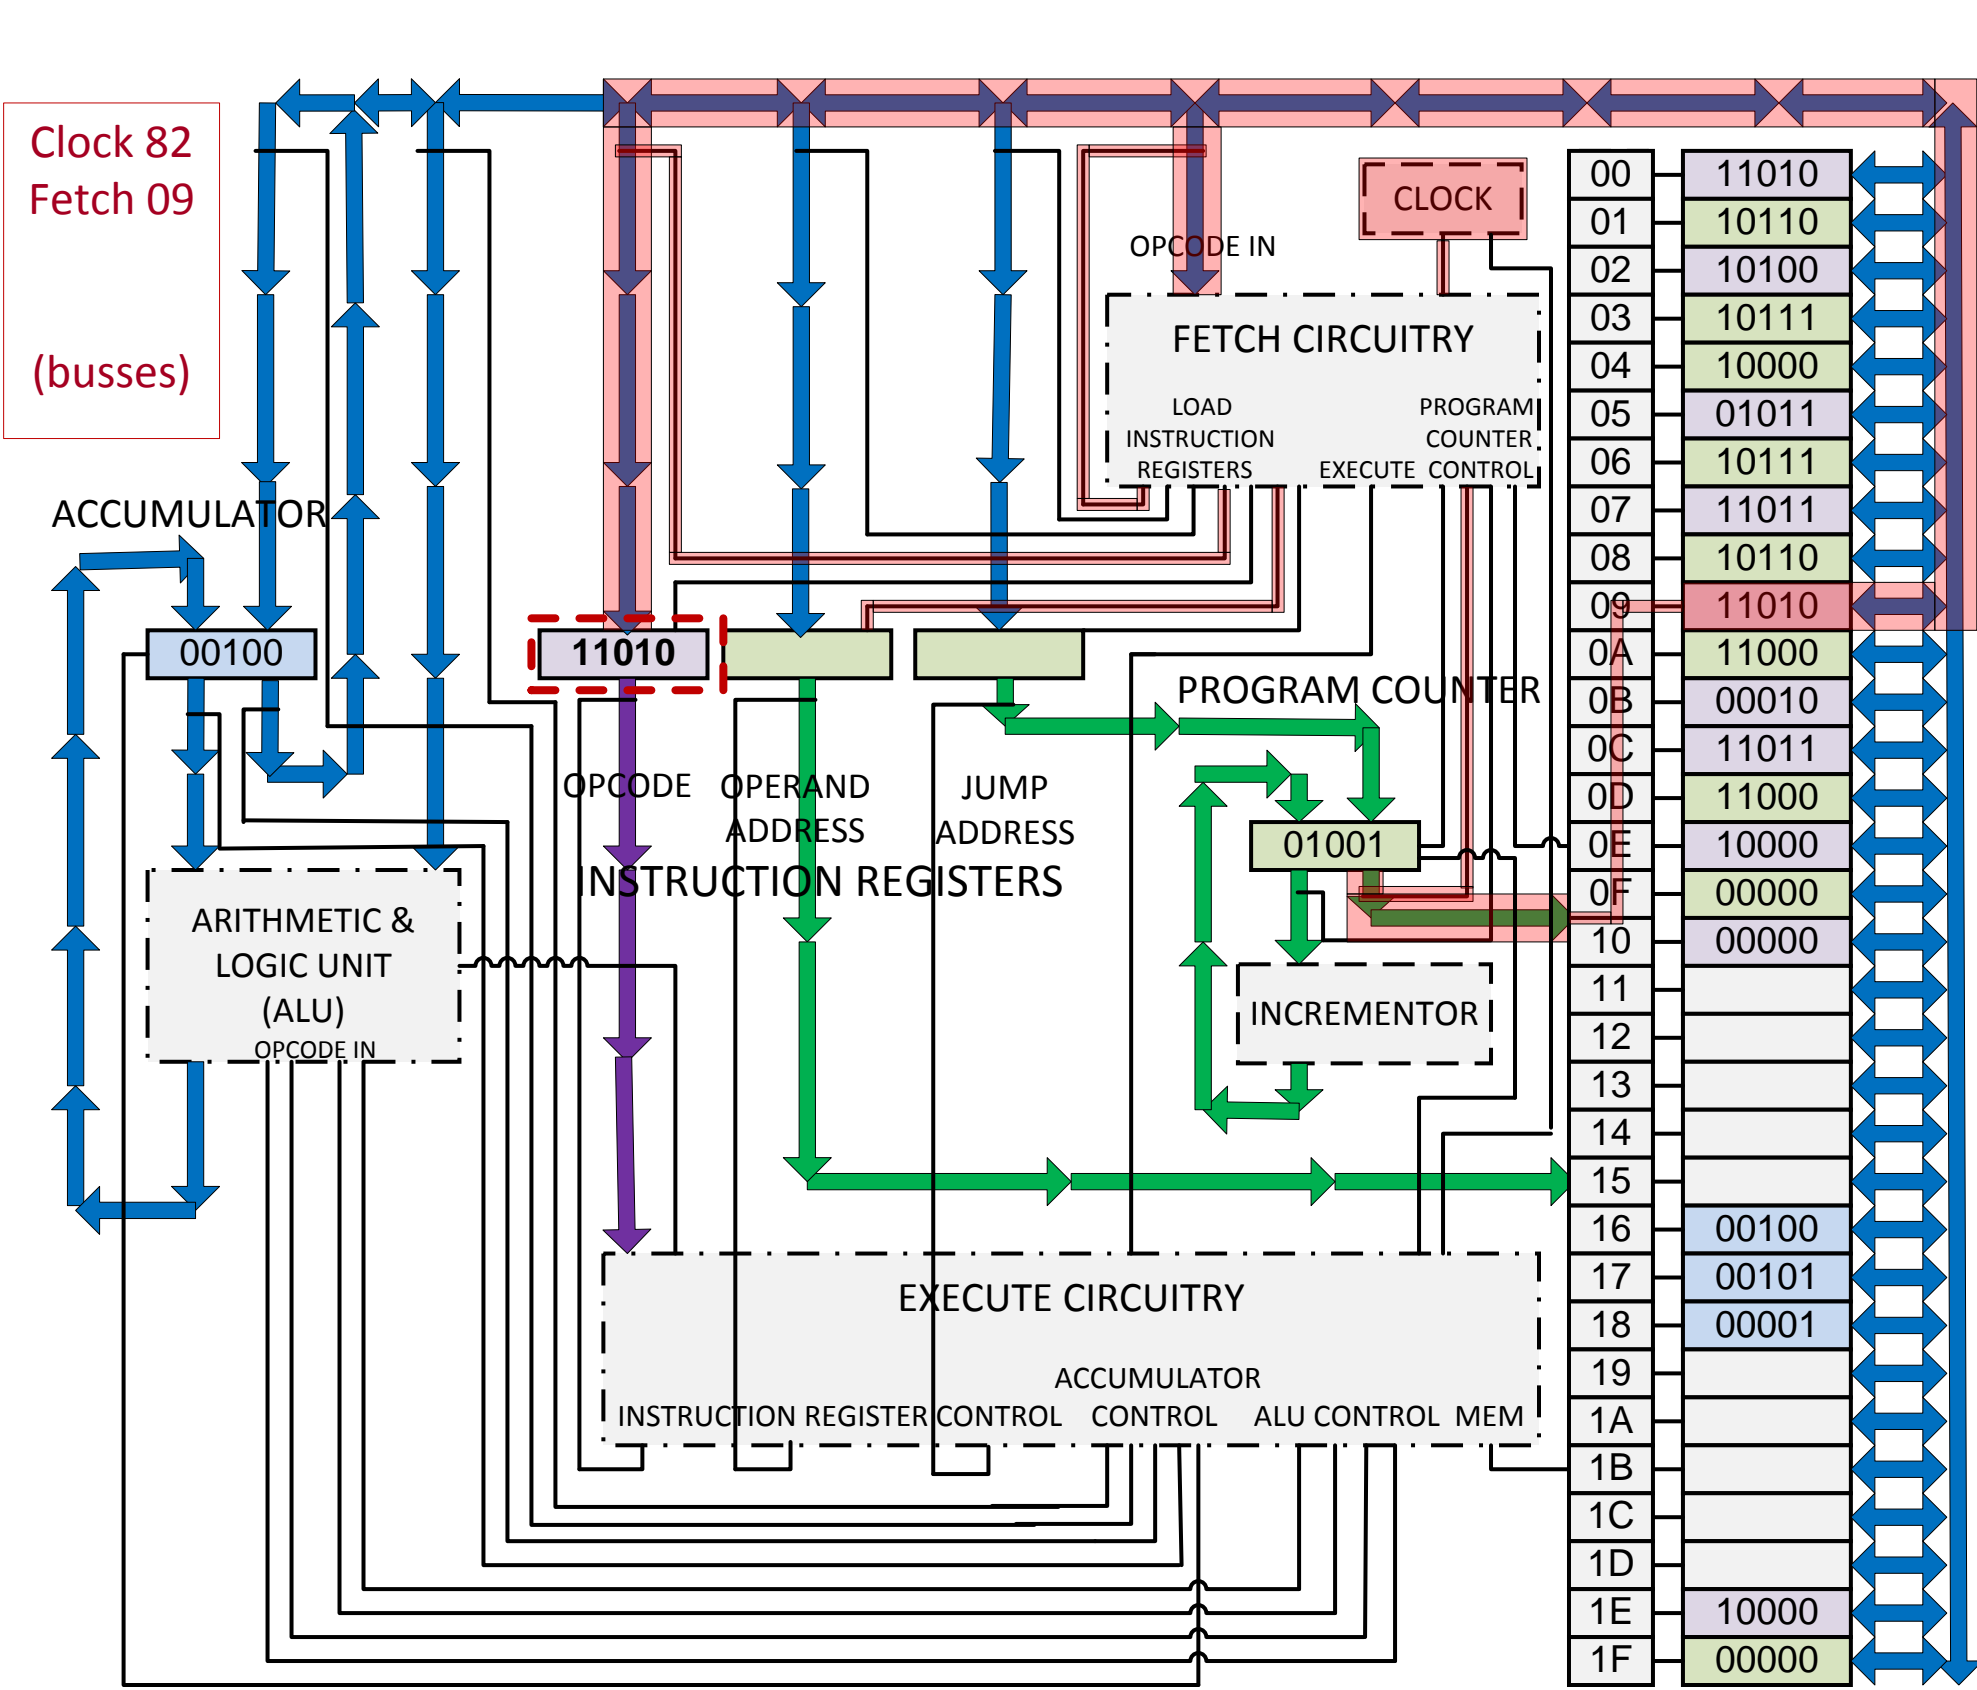 Clock 82
Fetch 09
(busses)
CLOCK
OPCODE IN
FETCH CIRCUITRY
LOAD
INSTRUCTION
REGISTERS
EXECUTE
PROGRAM
COUNTER
CONTROL
ACCUMULATOR
00100
11010
OPCODE
OPERAND
ADDRESS
JUMP
ADDRESS
INSTRUCTION REGISTERS
PROGRAM COUNTER
01001
INCREMENTOR
ARITHMETIC &
LOGIC UNIT
(ALU)
OPCODE IN
EXECUTE CIRCUITRY
INSTRUCTION REGISTER CONTROL
ACCUMULATOR
CONTROL
ALU CONTROL
MEM
00 11010
01 10110
02 10100
03 10111
04 10000
05 01011
06 10111
07 11011
08 10110
09 11010
0A 11000
0B 00010
0C 11011
0D 11000
0E 10000
0F 00000
10 00000
11
12
13
14
15
16 00100
17 00101
18 00001
19
1A
1B
1C
1D
1E 10000
1F 00000